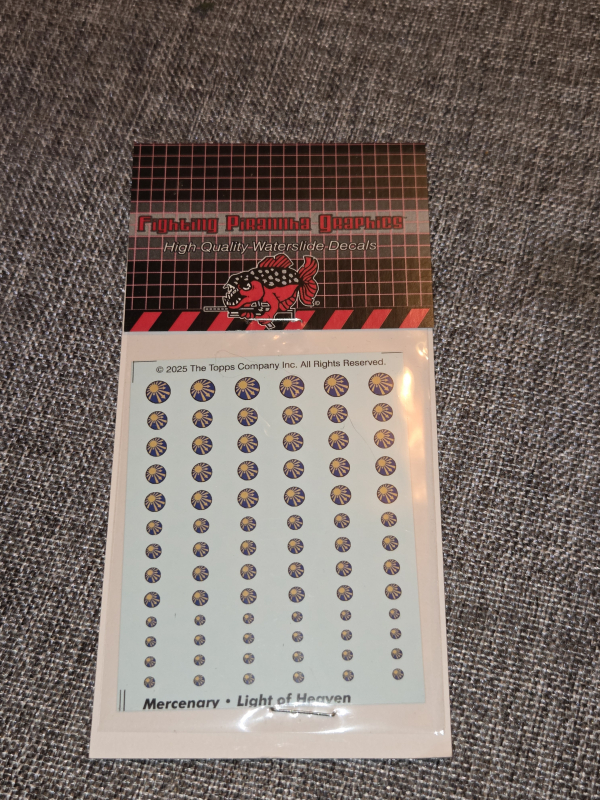 Fighting Piranha Graphics
High-Quality-Waterslide-Decals
© 2025 The Topps Company Inc. All Rights Reserved.
Mercenary • Light of Heaven